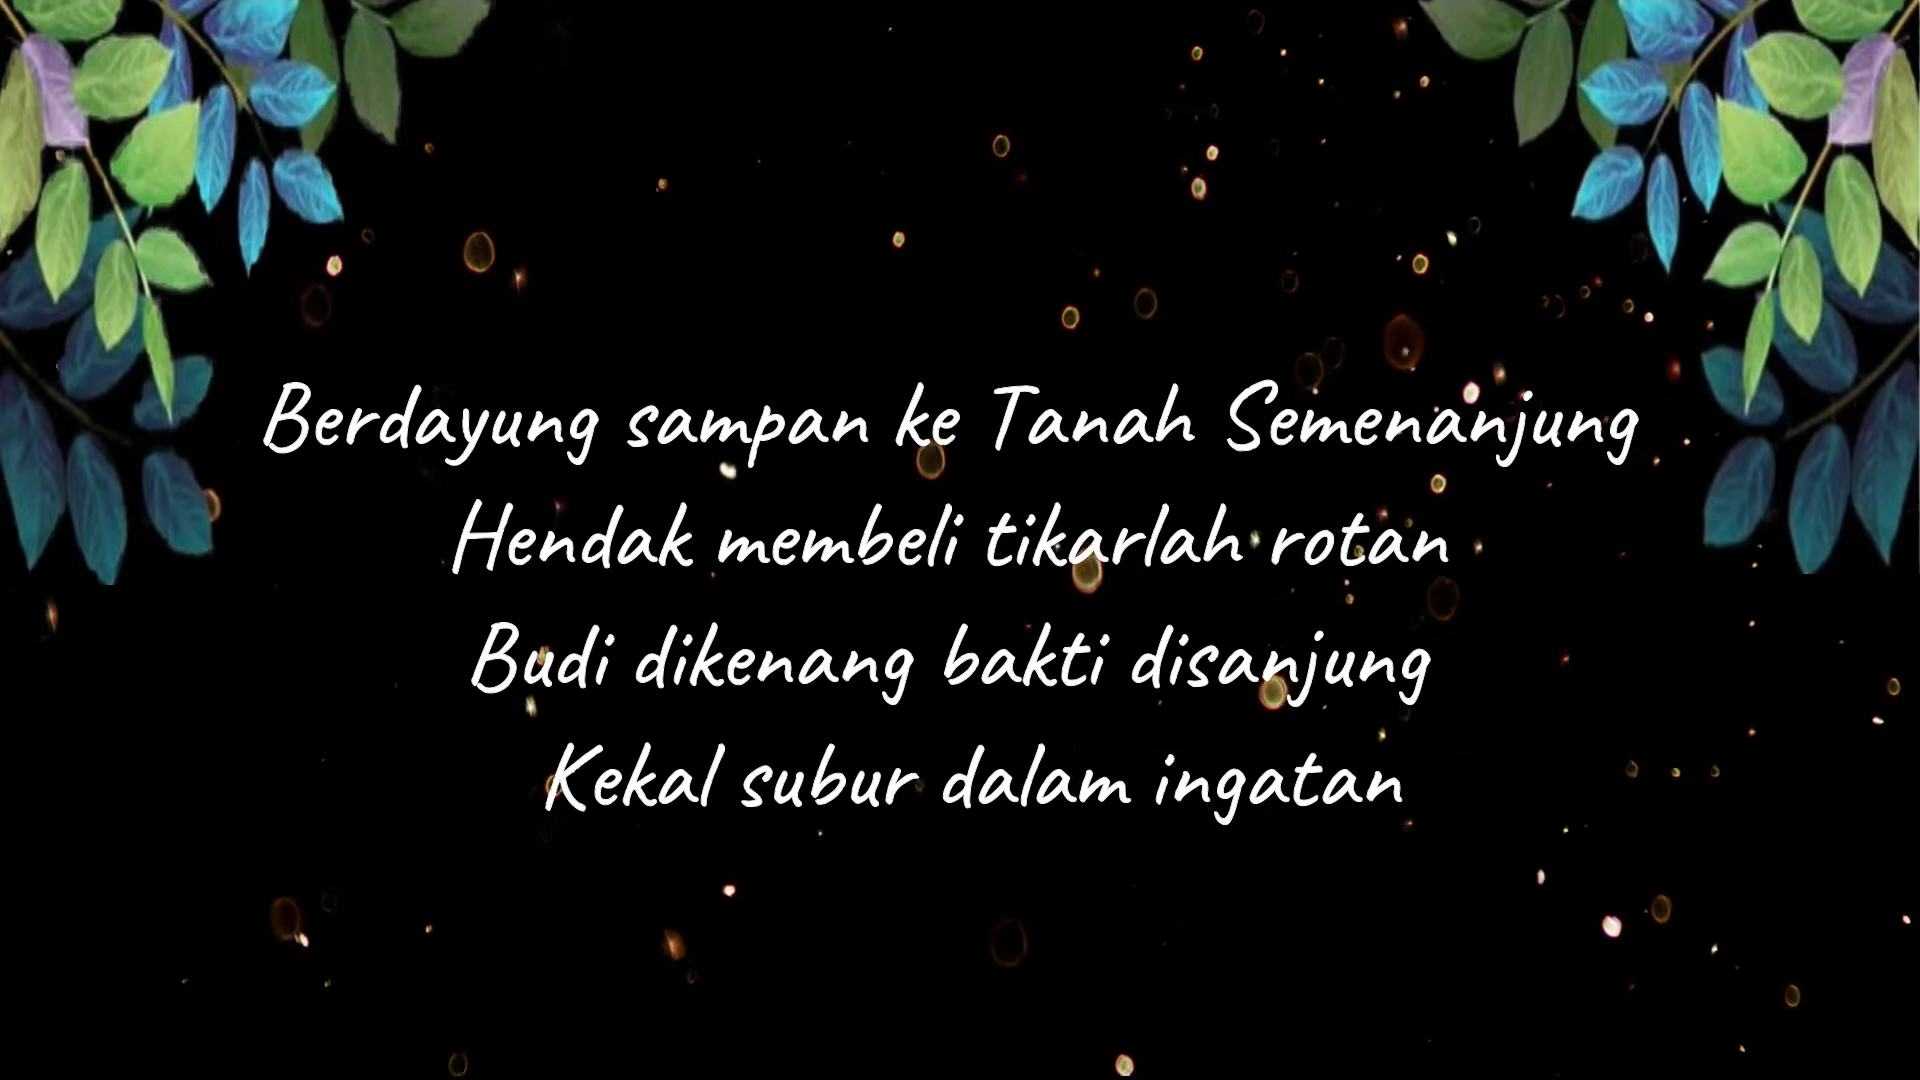 Berdayung sampan ke Tanah Semenanjung
Hendak membeli tikarlah rotan
Budi dikenang bakti disanjung
Kekal subur dalam ingatan